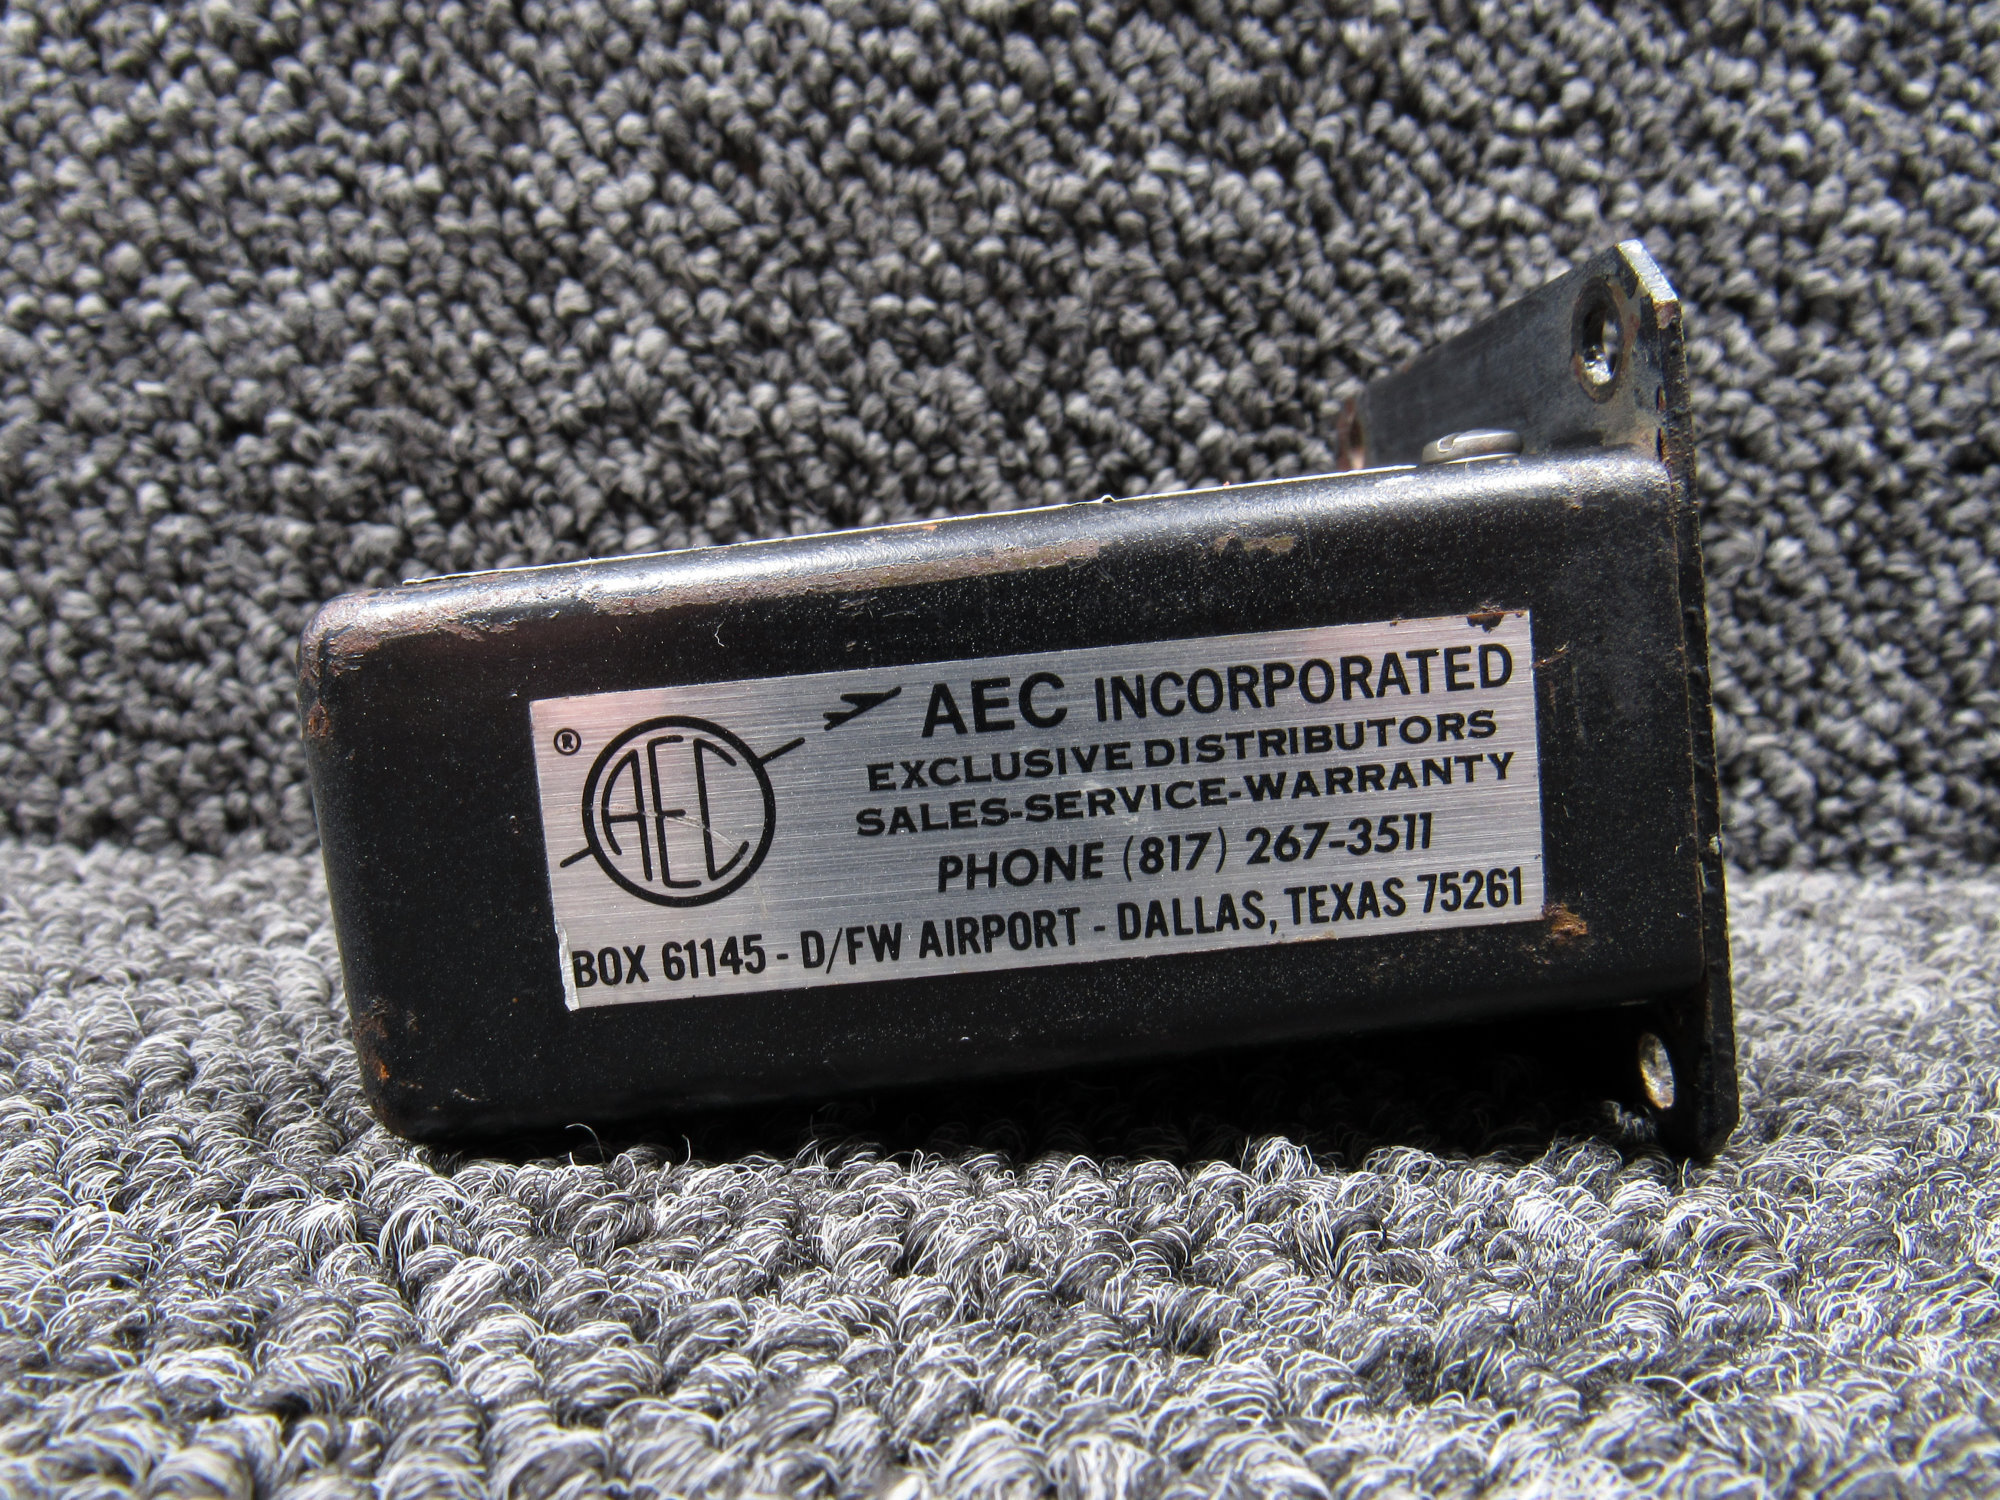 ® AEC
AEC INCORPORATED
EXCLUSIVE DISTRIBUTORS
SALES-SERVICE-WARRANTY
PHONE (817) 267-3511
BOX 61145 - D/FW AIRPORT - DALLAS, TEXAS 75261